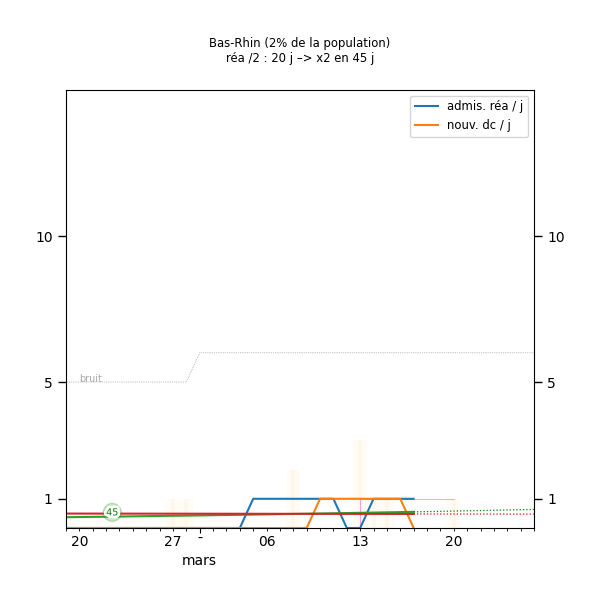 Bas-Rhin (2% de la population)
réa /2 : 20 j –> x2 en 45 j
admis. réa / j
nouv. dc / j
10 10
bruit
5 5
1 1
45
20 27 - 06 13 20
mars